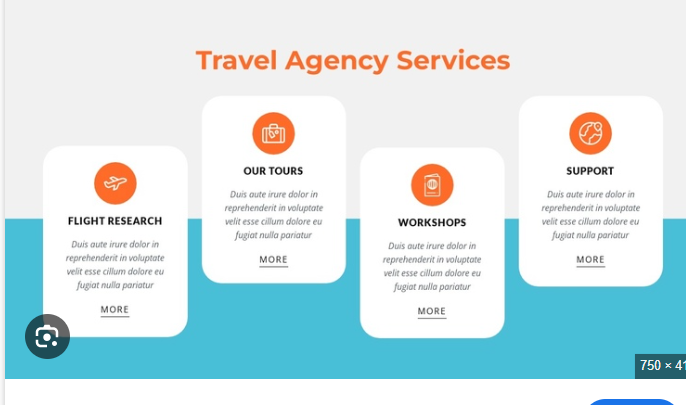 Travel Agency Services
FLIGHT RESEARCH
Duis aute irure dolor in
reprehenderit in voluptate
velit esse cillum dolore eu
fugiat nulla pariatur
MORE
OUR TOURS
Duis aute irure dolor in
reprehenderit in voluptate
velit esse cillum dolore eu
fugiat nulla pariatur
MORE
WORKSHOPS
Duis aute irure dolor in
reprehenderit in voluptate
velit esse cillum dolore eu
fugiat nulla pariatur
MORE
SUPPORT
Duis aute irure dolor in
reprehenderit in voluptate
velit esse cillum dolore eu
fugiat nulla pariatur
MORE
750 × 41